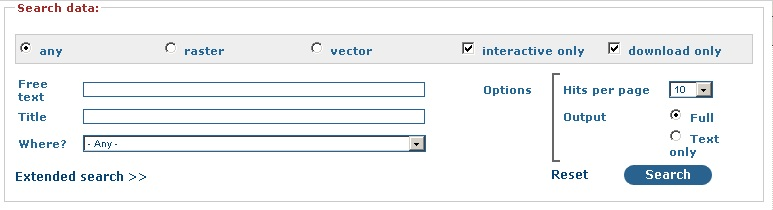 Search data:
any raster vector interactive only download only
Free text
Title
Where? - Any -
Extended search >>
Options Hits per page 10
Output Full
Text only
Reset Search